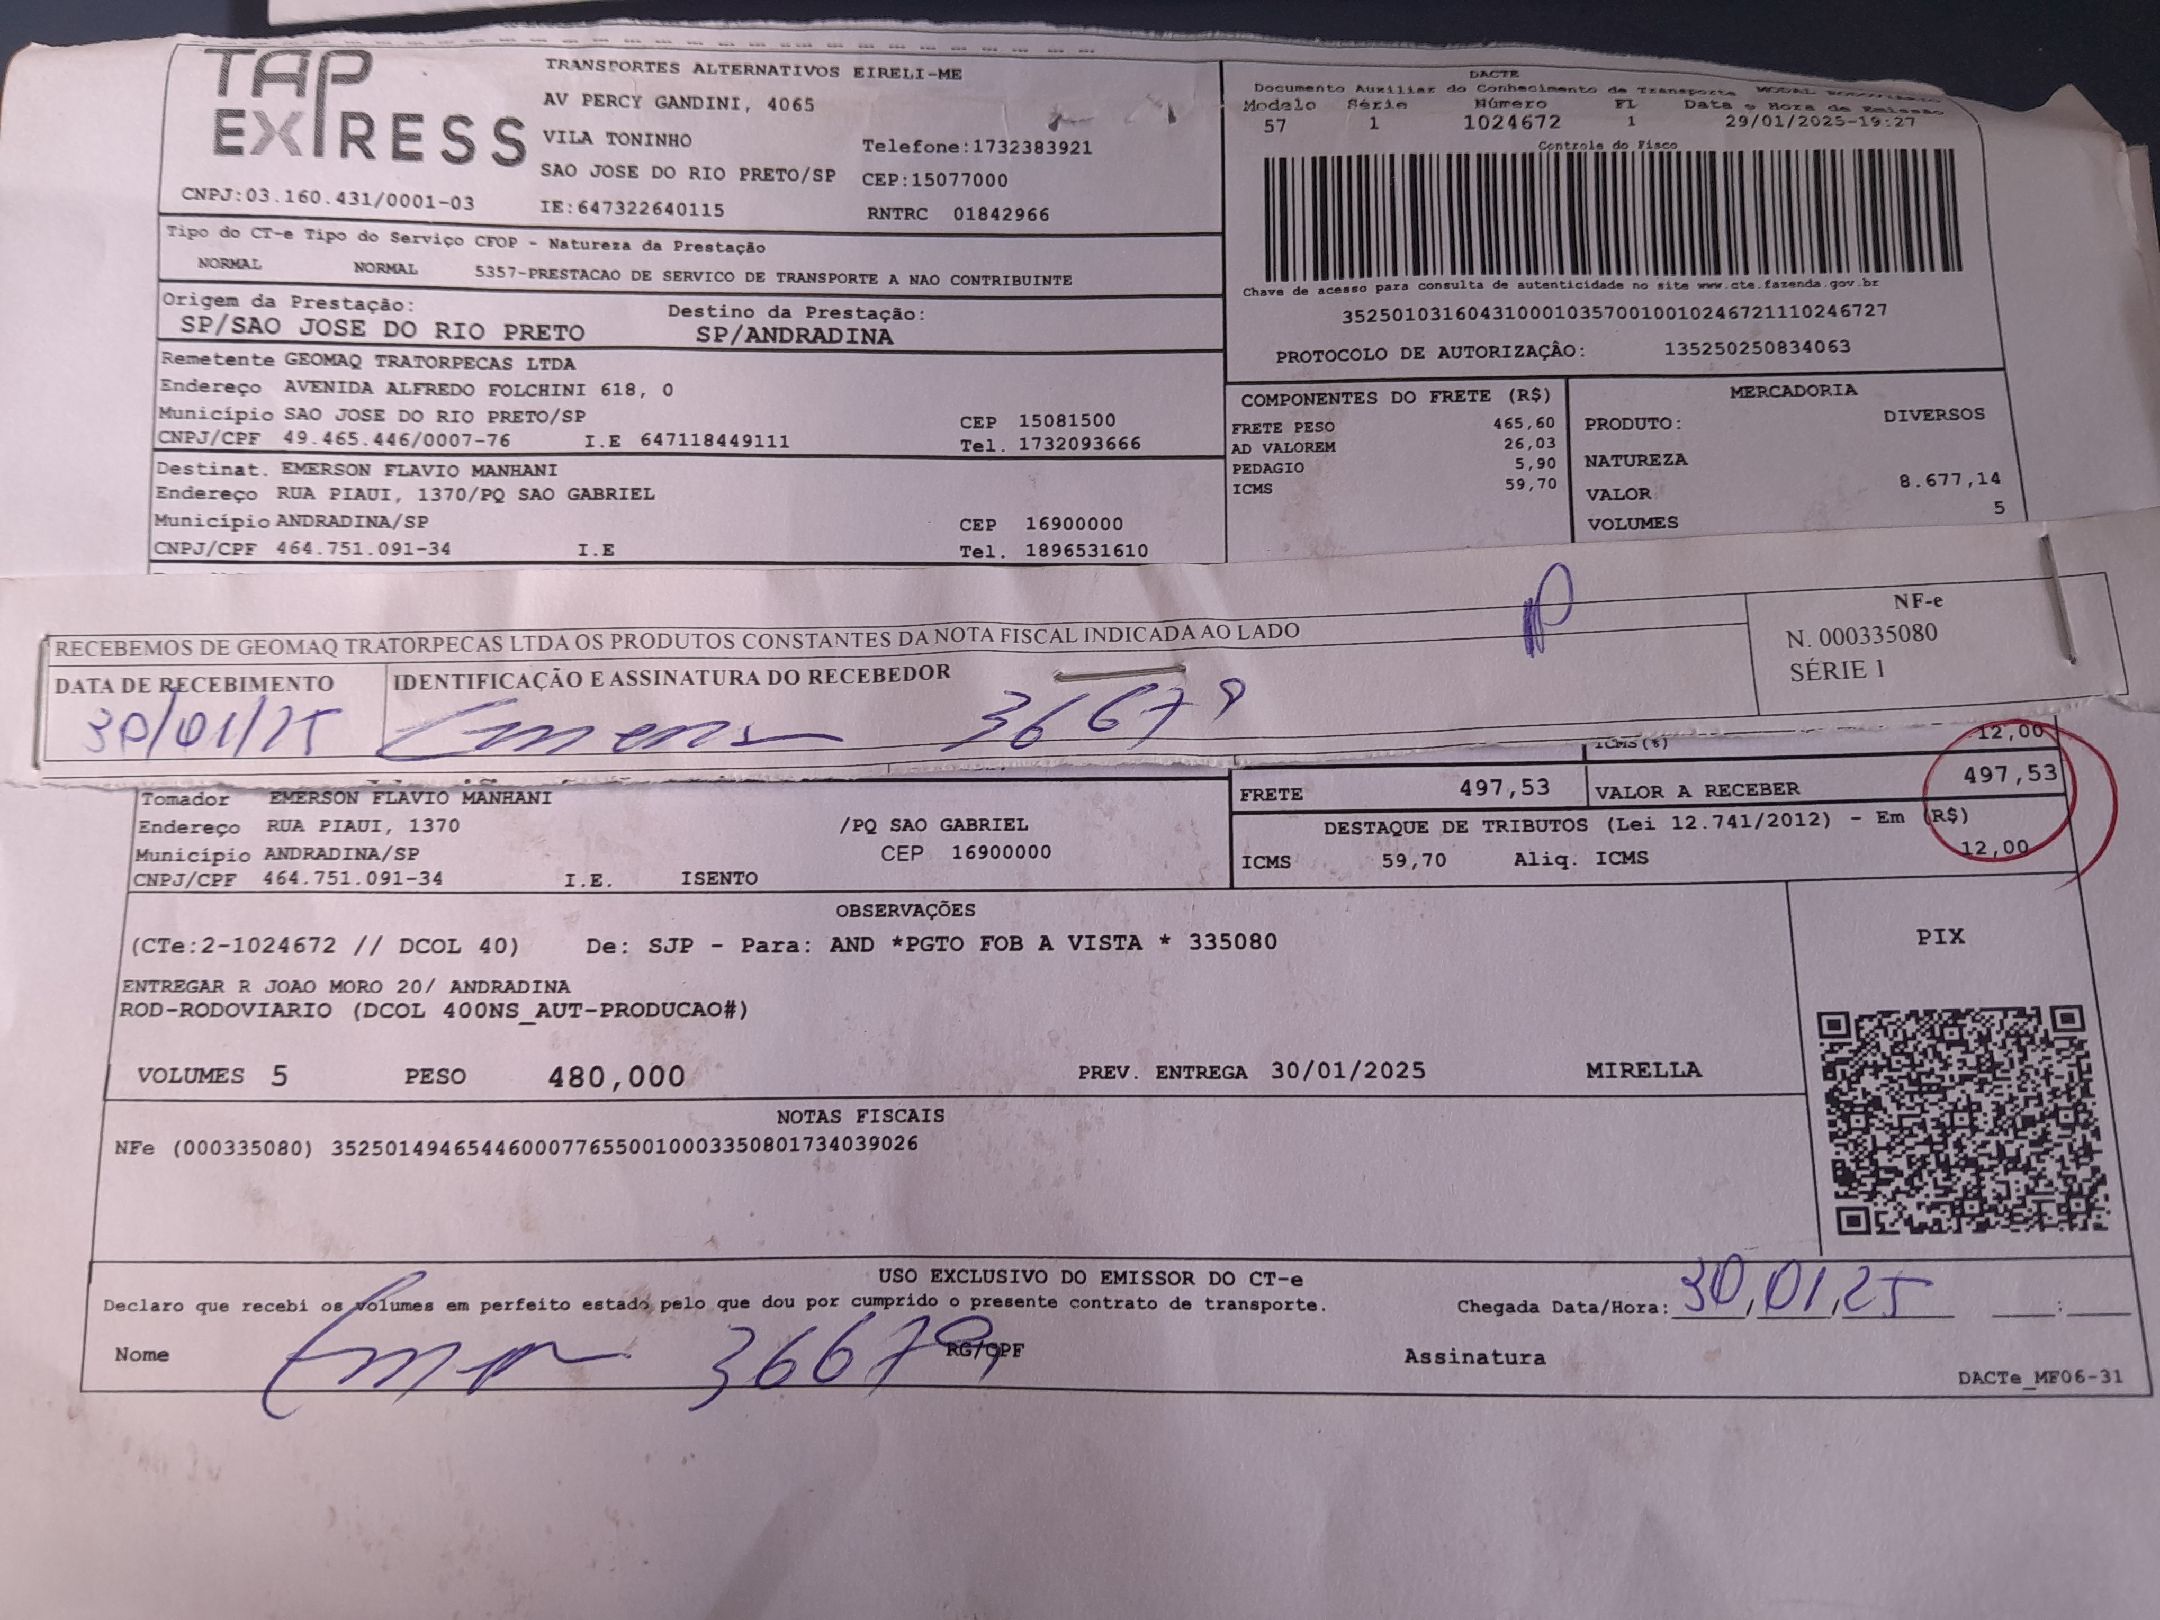 TAP
EXPRESS
TRANSPORTES ALTERNATIVOS EIRELI-ME
AV PERCY GANDINI, 4065
VILA TONINHO
Telefone:1732383921
SAO JOSE DO RIO PRETO/SP CEP:15077000
CNPJ:03.160.431/0001-03 IE:647322640115 RNTRC 01842966
DACTE
Documento Auxiliar do Conhecimento de Transporte MODAL
Modelo Série Número FL Data e Hora de Emissao
57 1 1024672 1 29/01/2025-19:27
Controle do Fisco
Chave de acesso para consulta de autenticidade no site www.cte.fazenda.gov.br
35250103160431000103570010010246721110246727
PROTOCOLO DE AUTORIZAÇÂO: 135250250834063
Tipo do CT-e Tipo do Serviço CFOP - Natureza da Prestação
NORMAL NORMAL 5357-PRESTACAO DE SERVICO DE TRANSPORTE A NAO CONTRIBUINTE
Origem da Prestação: Destino da Prestação:
SP/SAO JOSE DO RIO PRETO SP/ANDRADINA
Remetente GEOMAQ TRATORPECAS LTDA
Endereço AVENIDA ALFREDO FOLCHINI 618, 0
Município SAO JOSE DO RIO PRETO/SP CEP 15081500
CNPJ/CPF 49.465.446/0007-76 I.E 647118449111 Tel. 1732093666
Destinat. EMERSON FLAVIO MANHANI
Endereço RUA PIAUI, 1370/PQ SAO GABRIEL
Município ANDRADINA/SP CEP 16900000
CNPJ/CPF 464.751.091-34 I.E Tel. 1896531610
COMPONENTES DO FRETE (R$)
FRETE PESO 465,60
AD VALOREM 26,03
PEDAGIO 5,90
ICMS 59,70
MERCADORIA
PRODUTO: DIVERSOS
NATUREZA
VALOR 8.677,14
VOLUMES 5
RECEBEMOS DE GEOMAQ TRATORPECAS LTDA OS PRODUTOS CONSTANTES DA NOTA FISCAL INDICADA AO LADO
DATA DE RECEBIMENTO IDENTIFICAÇÃO E ASSINATURA DO RECEBEDOR
30/01/25 36679
NF-e
N. 000335080
SÉRIE 1
ICMS(%) 12,00
FRETE 497,53 VALOR A RECEBER 497,53
DESTAQUE DE TRIBUTOS (Lei 12.741/2012) - Em (R$)
ICMS 59,70 Aliq. ICMS 12,00
Tomador EMERSON FLAVIO MANHANI
Endereço RUA PIAUI, 1370 /PQ SAO GABRIEL
Município ANDRADINA/SP CEP 16900000
CNPJ/CPF 464.751.091-34 I.E. ISENTO
OBSERVAÇÕES
(CTe:2-1024672 // DCOL 40) De: SJP - Para: AND *PGTO FOB A VISTA * 335080
ENTREGAR R JOAO MORO 20/ ANDRADINA
ROD-RODOVIARIO (DCOL 400NS_AUT-PRODUCAO#)
VOLUMES 5 PESO 480,000 PREV. ENTREGA 30/01/2025 MIRELLA
PIX
NOTAS FISCAIS
NFe (000335080) 35250149465446000776550010003350801734039026
USO EXCLUSIVO DO EMISSOR DO CT-e
Declaro que recebi os volumes em perfeito estado pelo que dou por cumprido o presente contrato de transporte. Chegada Data/Hora: 30,01,25 :
Nome 36679 RG/CPF Assinatura
DACTe_MF06-31